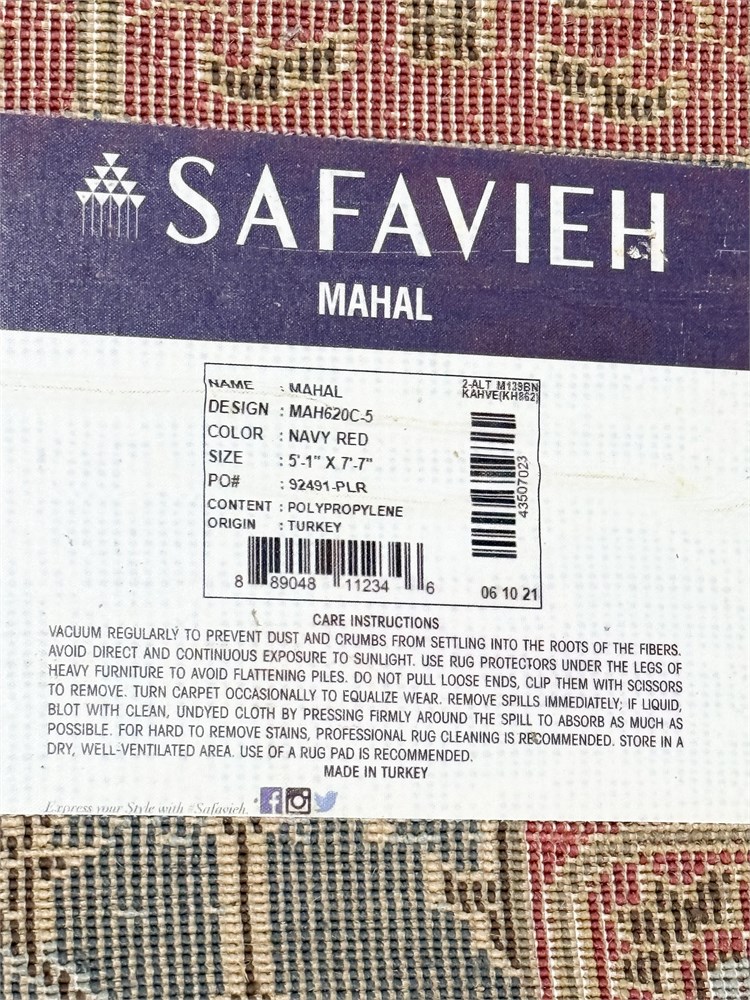 SAFAVIEH
MAHAL
NAME : MAHAL
DESIGN : MAH620C-5
COLOR : NAVY RED
SIZE : 5'-1" X 7'-7"
PO# : 92491-PLR
CONTENT : POLYPROPYLENE
ORIGIN : TURKEY
8 89048 11234 6
2-ALT M139BN
KAHVE(KH862)
43507023
06 10 21
CARE INSTRUCTIONS
VACUUM REGULARLY TO PREVENT DUST AND CRUMBS FROM SETTLING INTO THE ROOTS OF THE FIBERS.
AVOID DIRECT AND CONTINUOUS EXPOSURE TO SUNLIGHT. USE RUG PROTECTORS UNDER THE LEGS OF
HEAVY FURNITURE TO AVOID FLATTENING PILES. DO NOT PULL LOOSE ENDS, CLIP THEM WITH SCISSORS
TO REMOVE. TURN CARPET OCCASIONALLY TO EQUALIZE WEAR. REMOVE SPILLS IMMEDIATELY; IF LIQUID,
BLOT WITH CLEAN, UNDYED CLOTH BY PRESSING FIRMLY AROUND THE SPILL TO ABSORB AS MUCH AS
POSSIBLE. FOR HARD TO REMOVE STAINS, PROFESSIONAL RUG CLEANING IS RECOMMENDED. STORE IN A
DRY, WELL-VENTILATED AREA. USE OF A RUG PAD IS RECOMMENDED.
MADE IN TURKEY
Express your Style with #Safavieh.